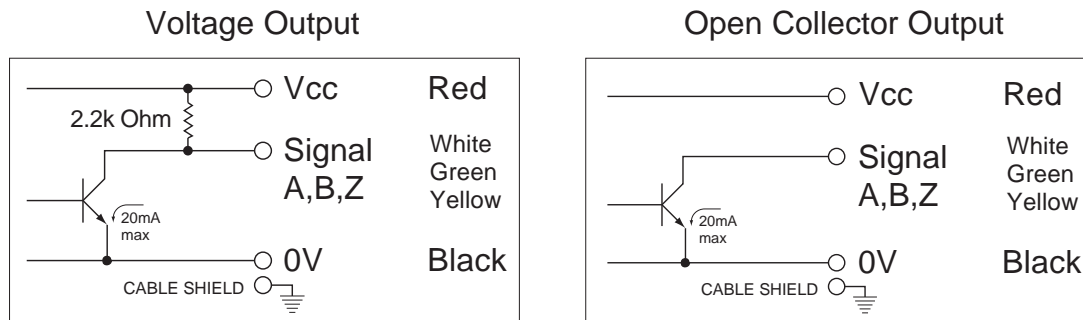 Voltage Output
Vcc Red
2.2k Ohm
Signal White
A,B,Z Green
Yellow
20mA
max
0V Black
CABLE SHIELD
Open Collector Output
Vcc Red
Signal White
A,B,Z Green
Yellow
20mA
max
0V Black
CABLE SHIELD